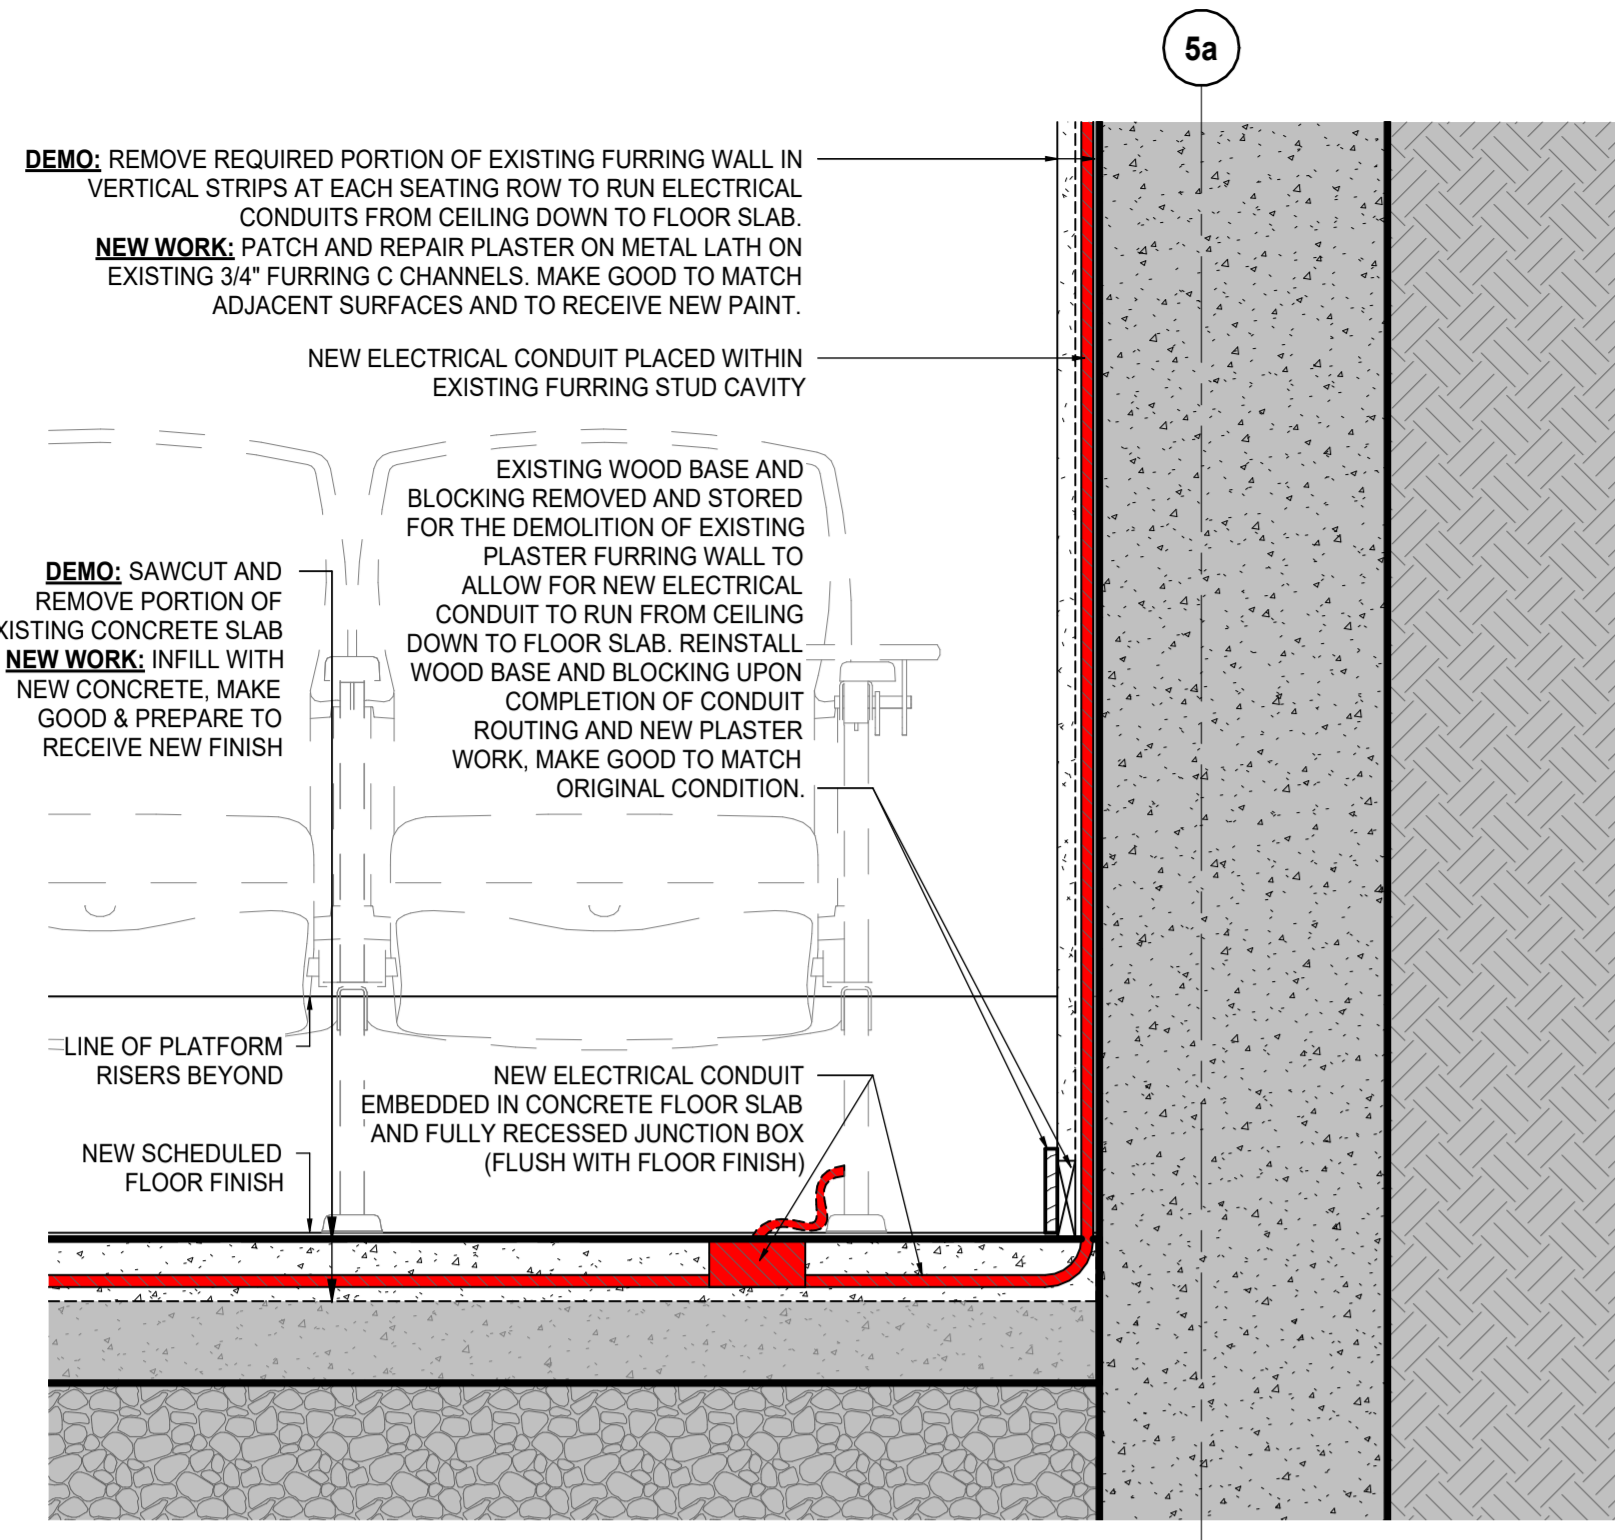 5a
DEMO: REMOVE REQUIRED PORTION OF EXISTING FURRING WALL IN
VERTICAL STRIPS AT EACH SEATING ROW TO RUN ELECTRICAL
CONDUITS FROM CEILING DOWN TO FLOOR SLAB.
NEW WORK: PATCH AND REPAIR PLASTER ON METAL LATH ON
EXISTING 3/4" FURRING C CHANNELS. MAKE GOOD TO MATCH
ADJACENT SURFACES AND TO RECEIVE NEW PAINT.
NEW ELECTRICAL CONDUIT PLACED WITHIN
EXISTING FURRING STUD CAVITY
EXISTING WOOD BASE AND
BLOCKING REMOVED AND STORED
FOR THE DEMOLITION OF EXISTING
PLASTER FURRING WALL TO
ALLOW FOR NEW ELECTRICAL
CONDUIT TO RUN FROM CEILING
DOWN TO FLOOR SLAB. REINSTALL
WOOD BASE AND BLOCKING UPON
COMPLETION OF CONDUIT
ROUTING AND NEW PLASTER
WORK, MAKE GOOD TO MATCH
ORIGINAL CONDITION.
DEMO: SAWCUT AND
REMOVE PORTION OF
XISTING CONCRETE SLAB
NEW WORK: INFILL WITH
NEW CONCRETE, MAKE
GOOD & PREPARE TO
RECEIVE NEW FINISH
LINE OF PLATFORM
RISERS BEYOND
NEW SCHEDULED
FLOOR FINISH
NEW ELECTRICAL CONDUIT
EMBEDDED IN CONCRETE FLOOR SLAB
AND FULLY RECESSED JUNCTION BOX
(FLUSH WITH FLOOR FINISH)